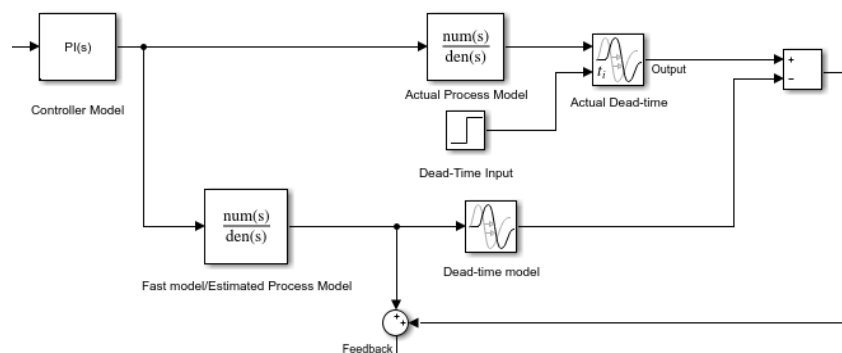 PI(s)
Controller Model
num(s)
den(s)
Actual Process Model
t_i
Output
Actual Dead-time
+
−
Dead-Time Input
num(s)
den(s)
Fast model/Estimated Process Model
Dead-time model
+
+
Feedback